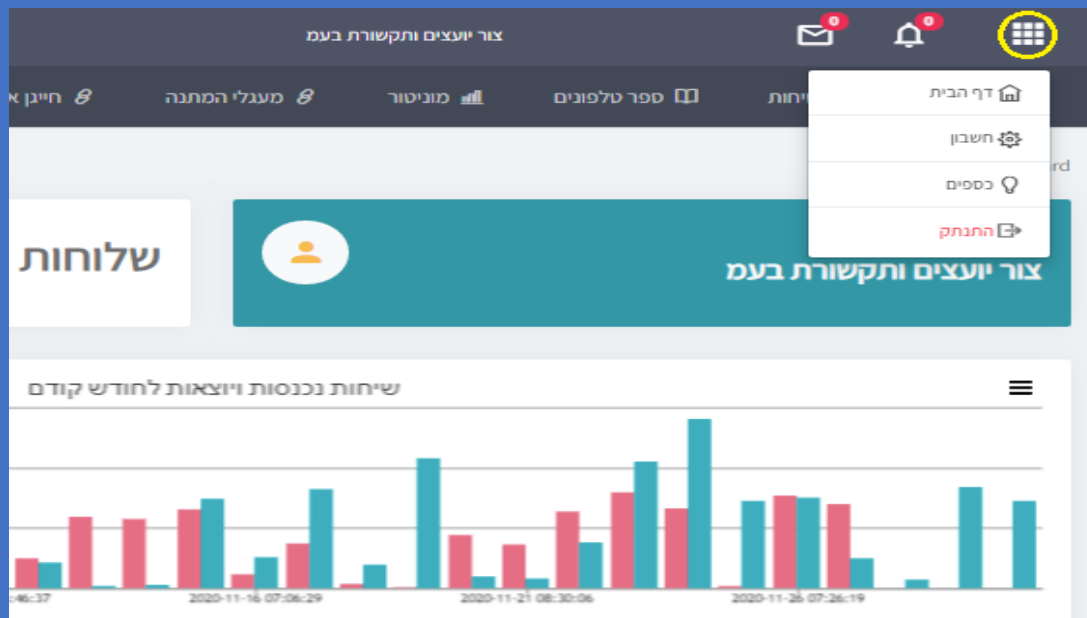 0
0
צור יועצים ותקשורת בעמ
דף הבית
חשבון
כספים
התנתק
ספר טלפונים
מוניטור
מעגלי המתנה
צור יועצים ותקשורת בעמ
שלוחות
שיחות נכנסות ויוצאות לחודש קודם
:46:37
2020-11-16 07:06:29
2020-11-21 08:30:06
2020-11-26 07:26:19